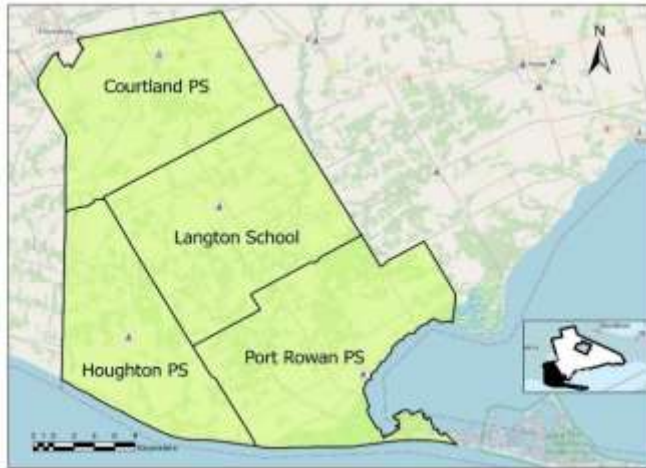 N
Courtland PS
Langton School
Houghton PS
Port Rowan PS